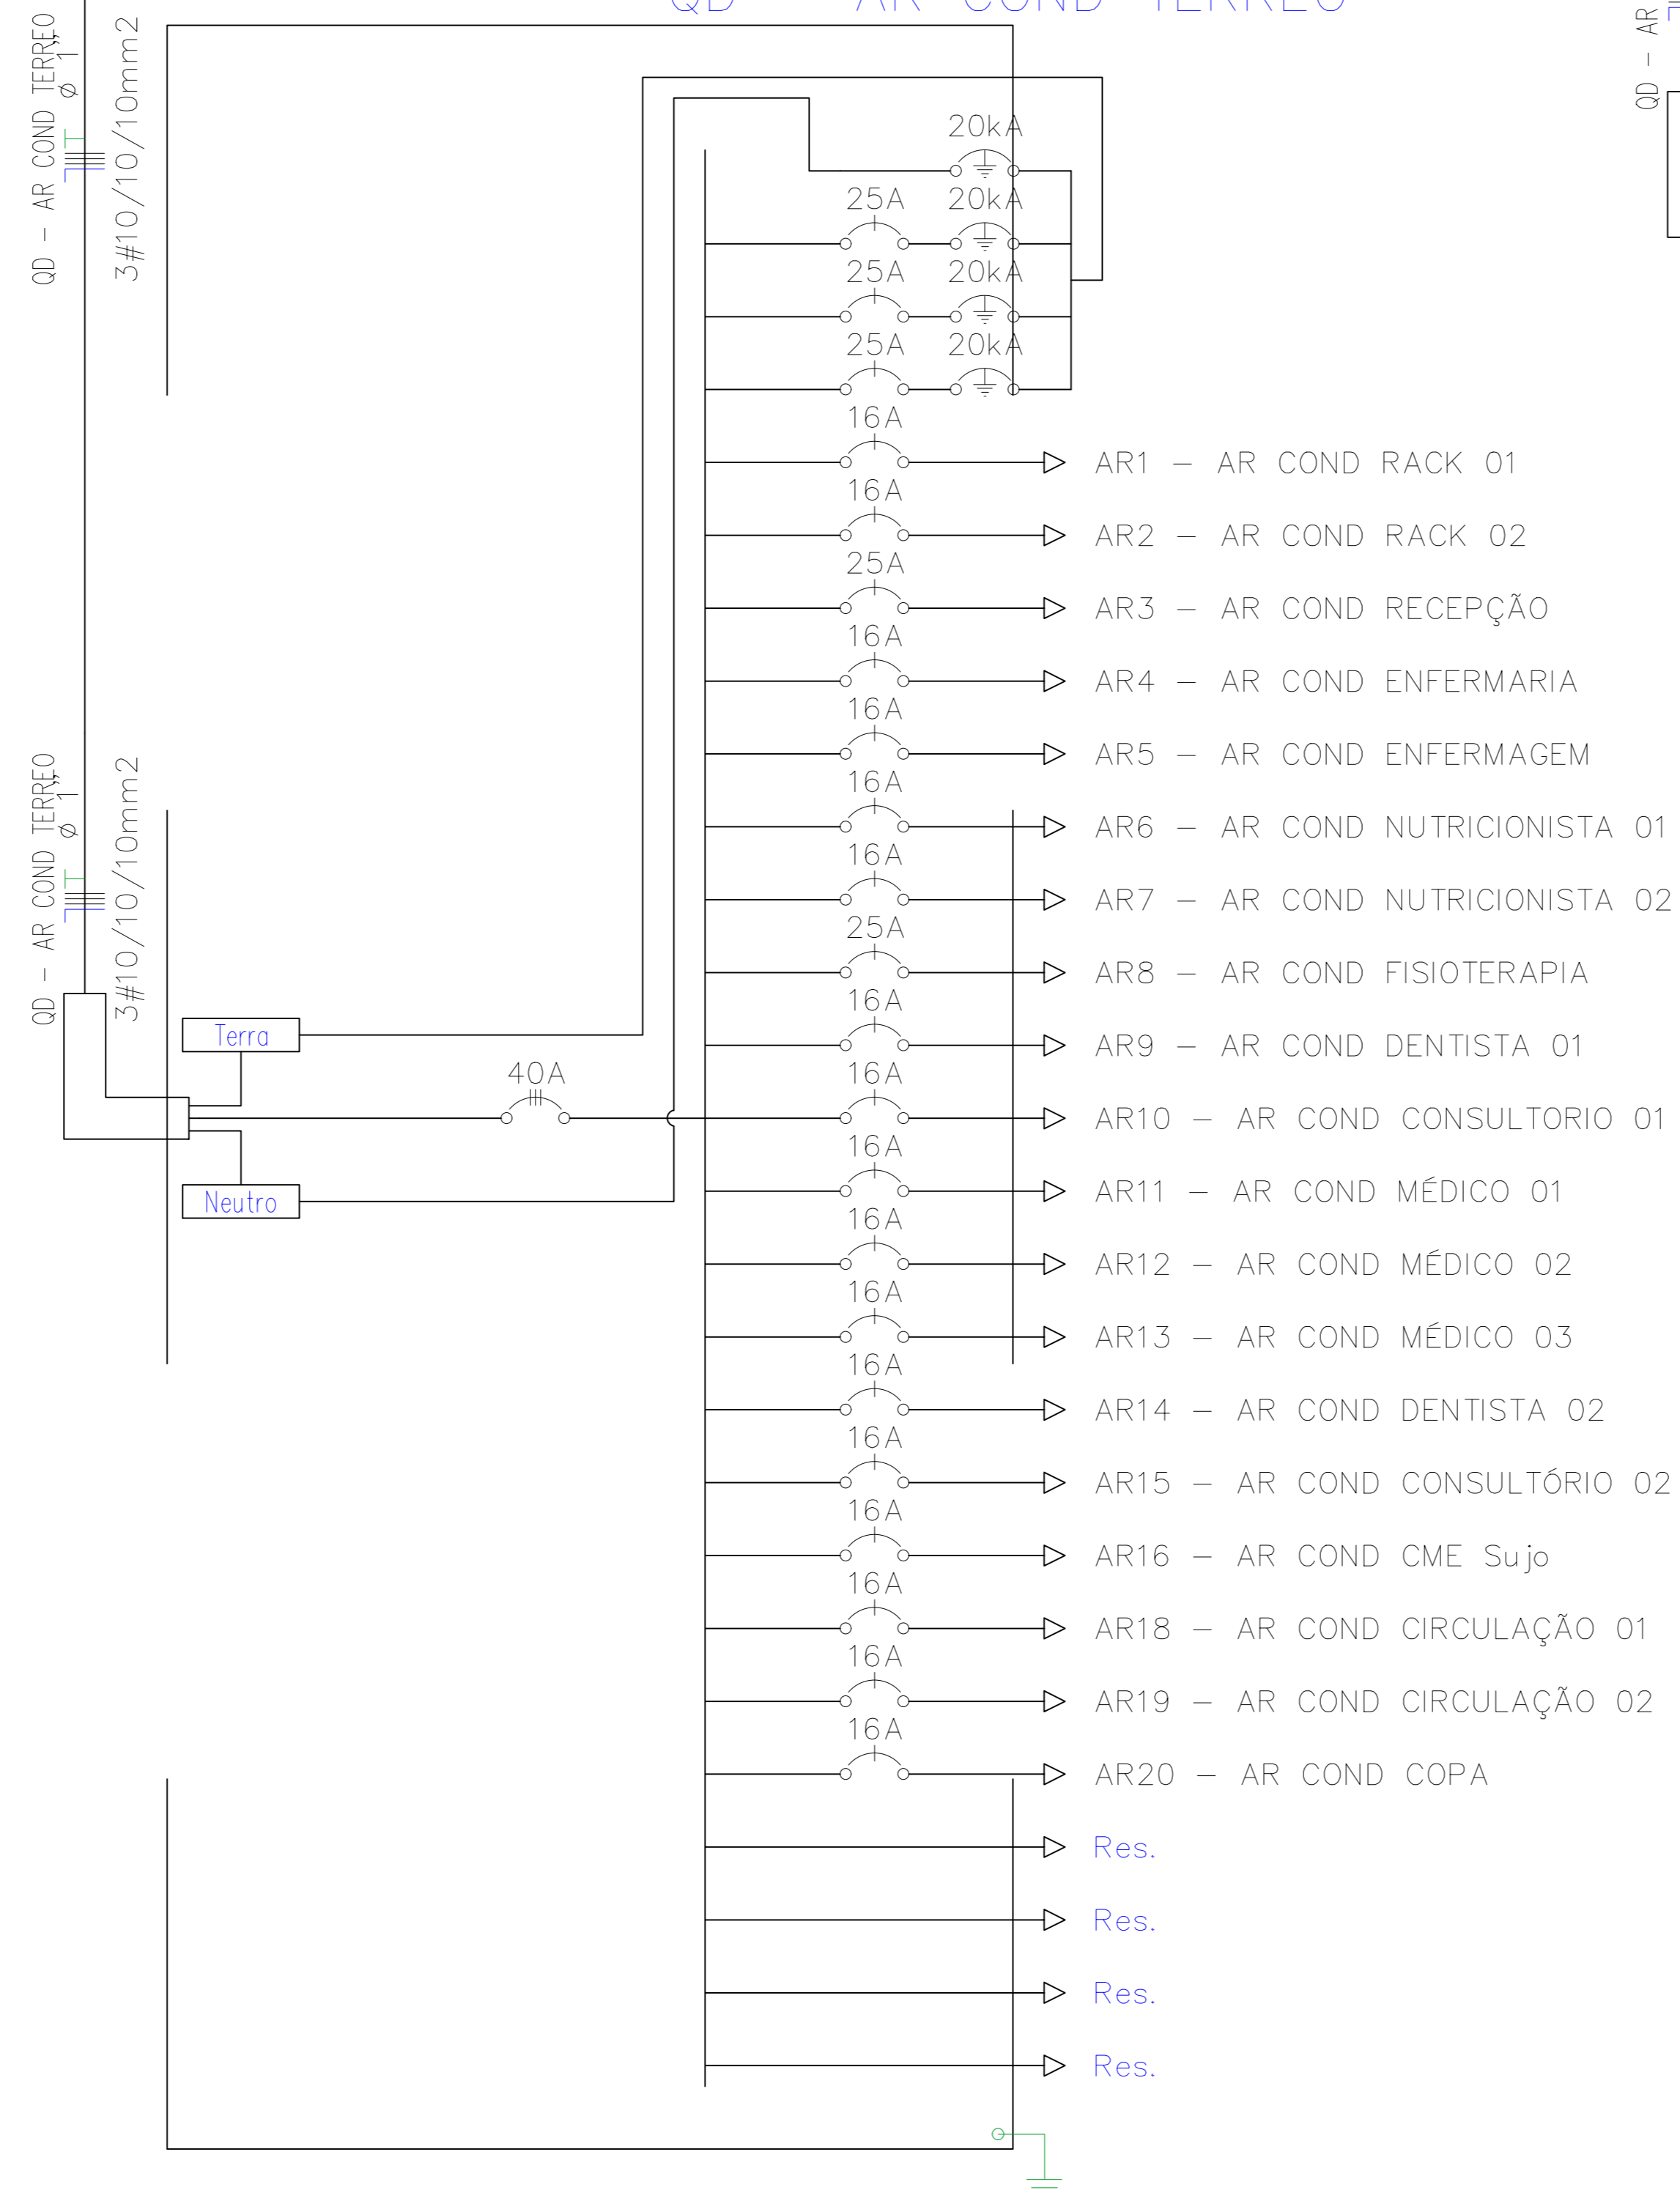 QD - AR COND TERREO
QD - AR
QD - AR COND TERREO
ø 1"
3#10/10/10mm2
20kA
25A 20kA
25A 20kA
25A 20kA
16A
AR1 - AR COND RACK 01
16A
AR2 - AR COND RACK 02
25A
AR3 - AR COND RECEPÇÃO
16A
AR4 - AR COND ENFERMARIA
16A
AR5 - AR COND ENFERMAGEM
16A
AR6 - AR COND NUTRICIONISTA 01
16A
AR7 - AR COND NUTRICIONISTA 02
25A
AR8 - AR COND FISIOTERAPIA
16A
AR9 - AR COND DENTISTA 01
QD - AR COND TERREO
ø 1"
3#10/10/10mm2
Terra
40A
16A
AR10 - AR COND CONSULTORIO 01
Neutro
16A
AR11 - AR COND MÉDICO 01
16A
AR12 - AR COND MÉDICO 02
16A
AR13 - AR COND MÉDICO 03
16A
AR14 - AR COND DENTISTA 02
16A
AR15 - AR COND CONSULTÓRIO 02
16A
AR16 - AR COND CME Sujo
16A
AR18 - AR COND CIRCULAÇÃO 01
16A
AR19 - AR COND CIRCULAÇÃO 02
16A
AR20 - AR COND COPA
Res.
Res.
Res.
Res.